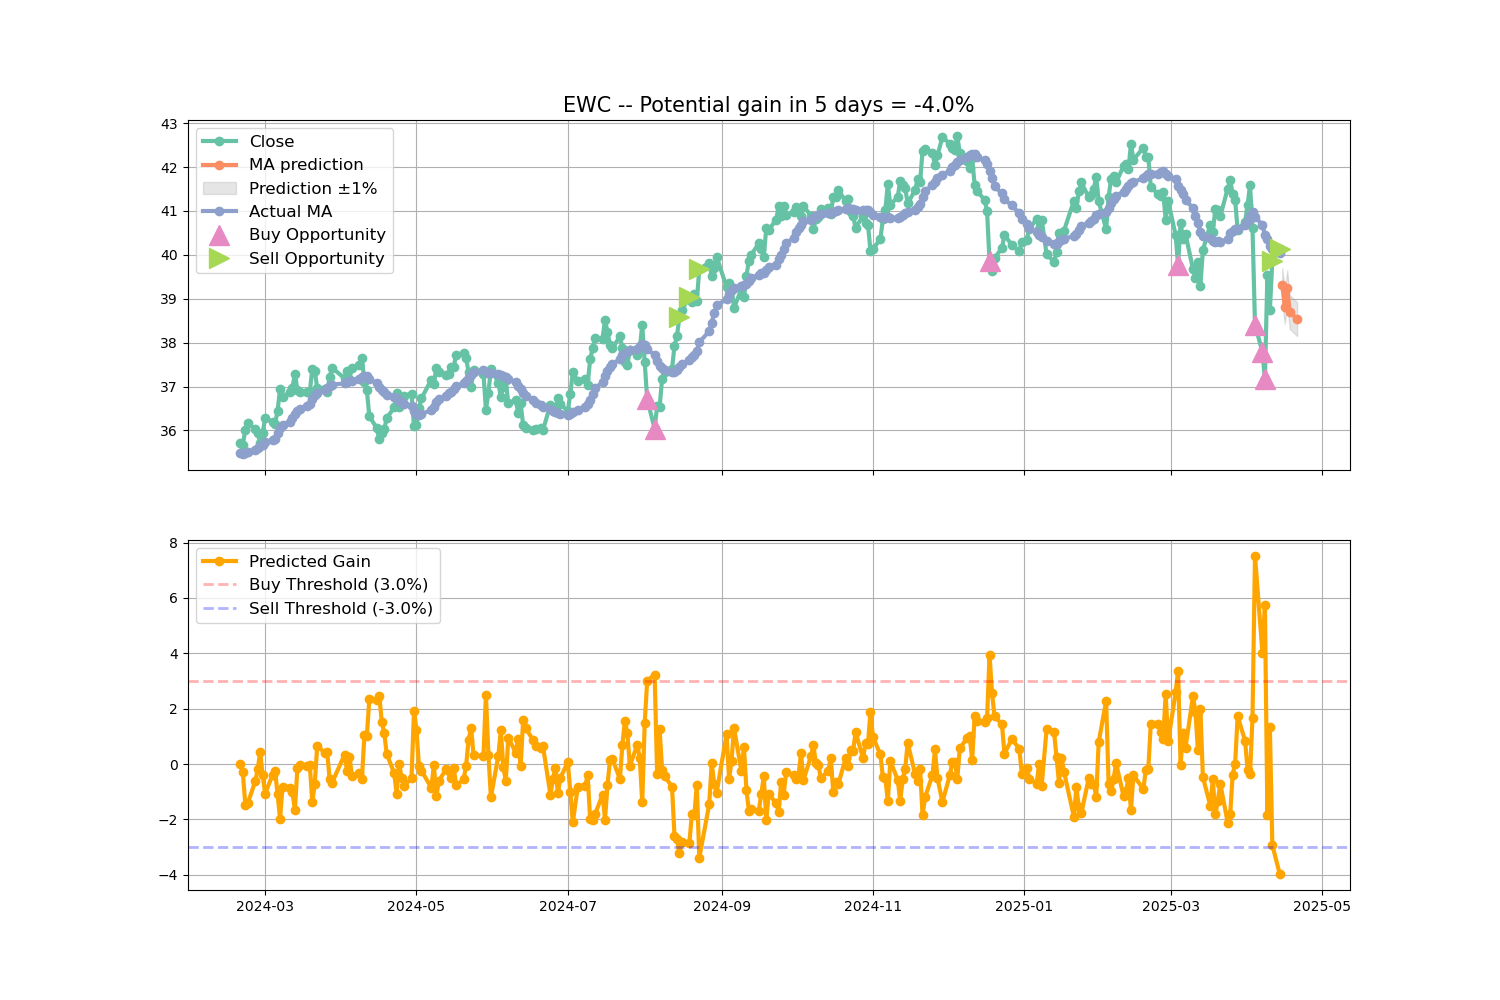 EWC -- Potential gain in 5 days = -4.0%
43
42
41
40
39
38
37
36
Close
MA prediction
Prediction ±1%
Actual MA
Buy Opportunity
Sell Opportunity
8
6
4
2
0
−2
−4
Predicted Gain
Buy Threshold (3.0%)
Sell Threshold (-3.0%)
2024-03 2024-05 2024-07 2024-09 2024-11 2025-01 2025-03 2025-05